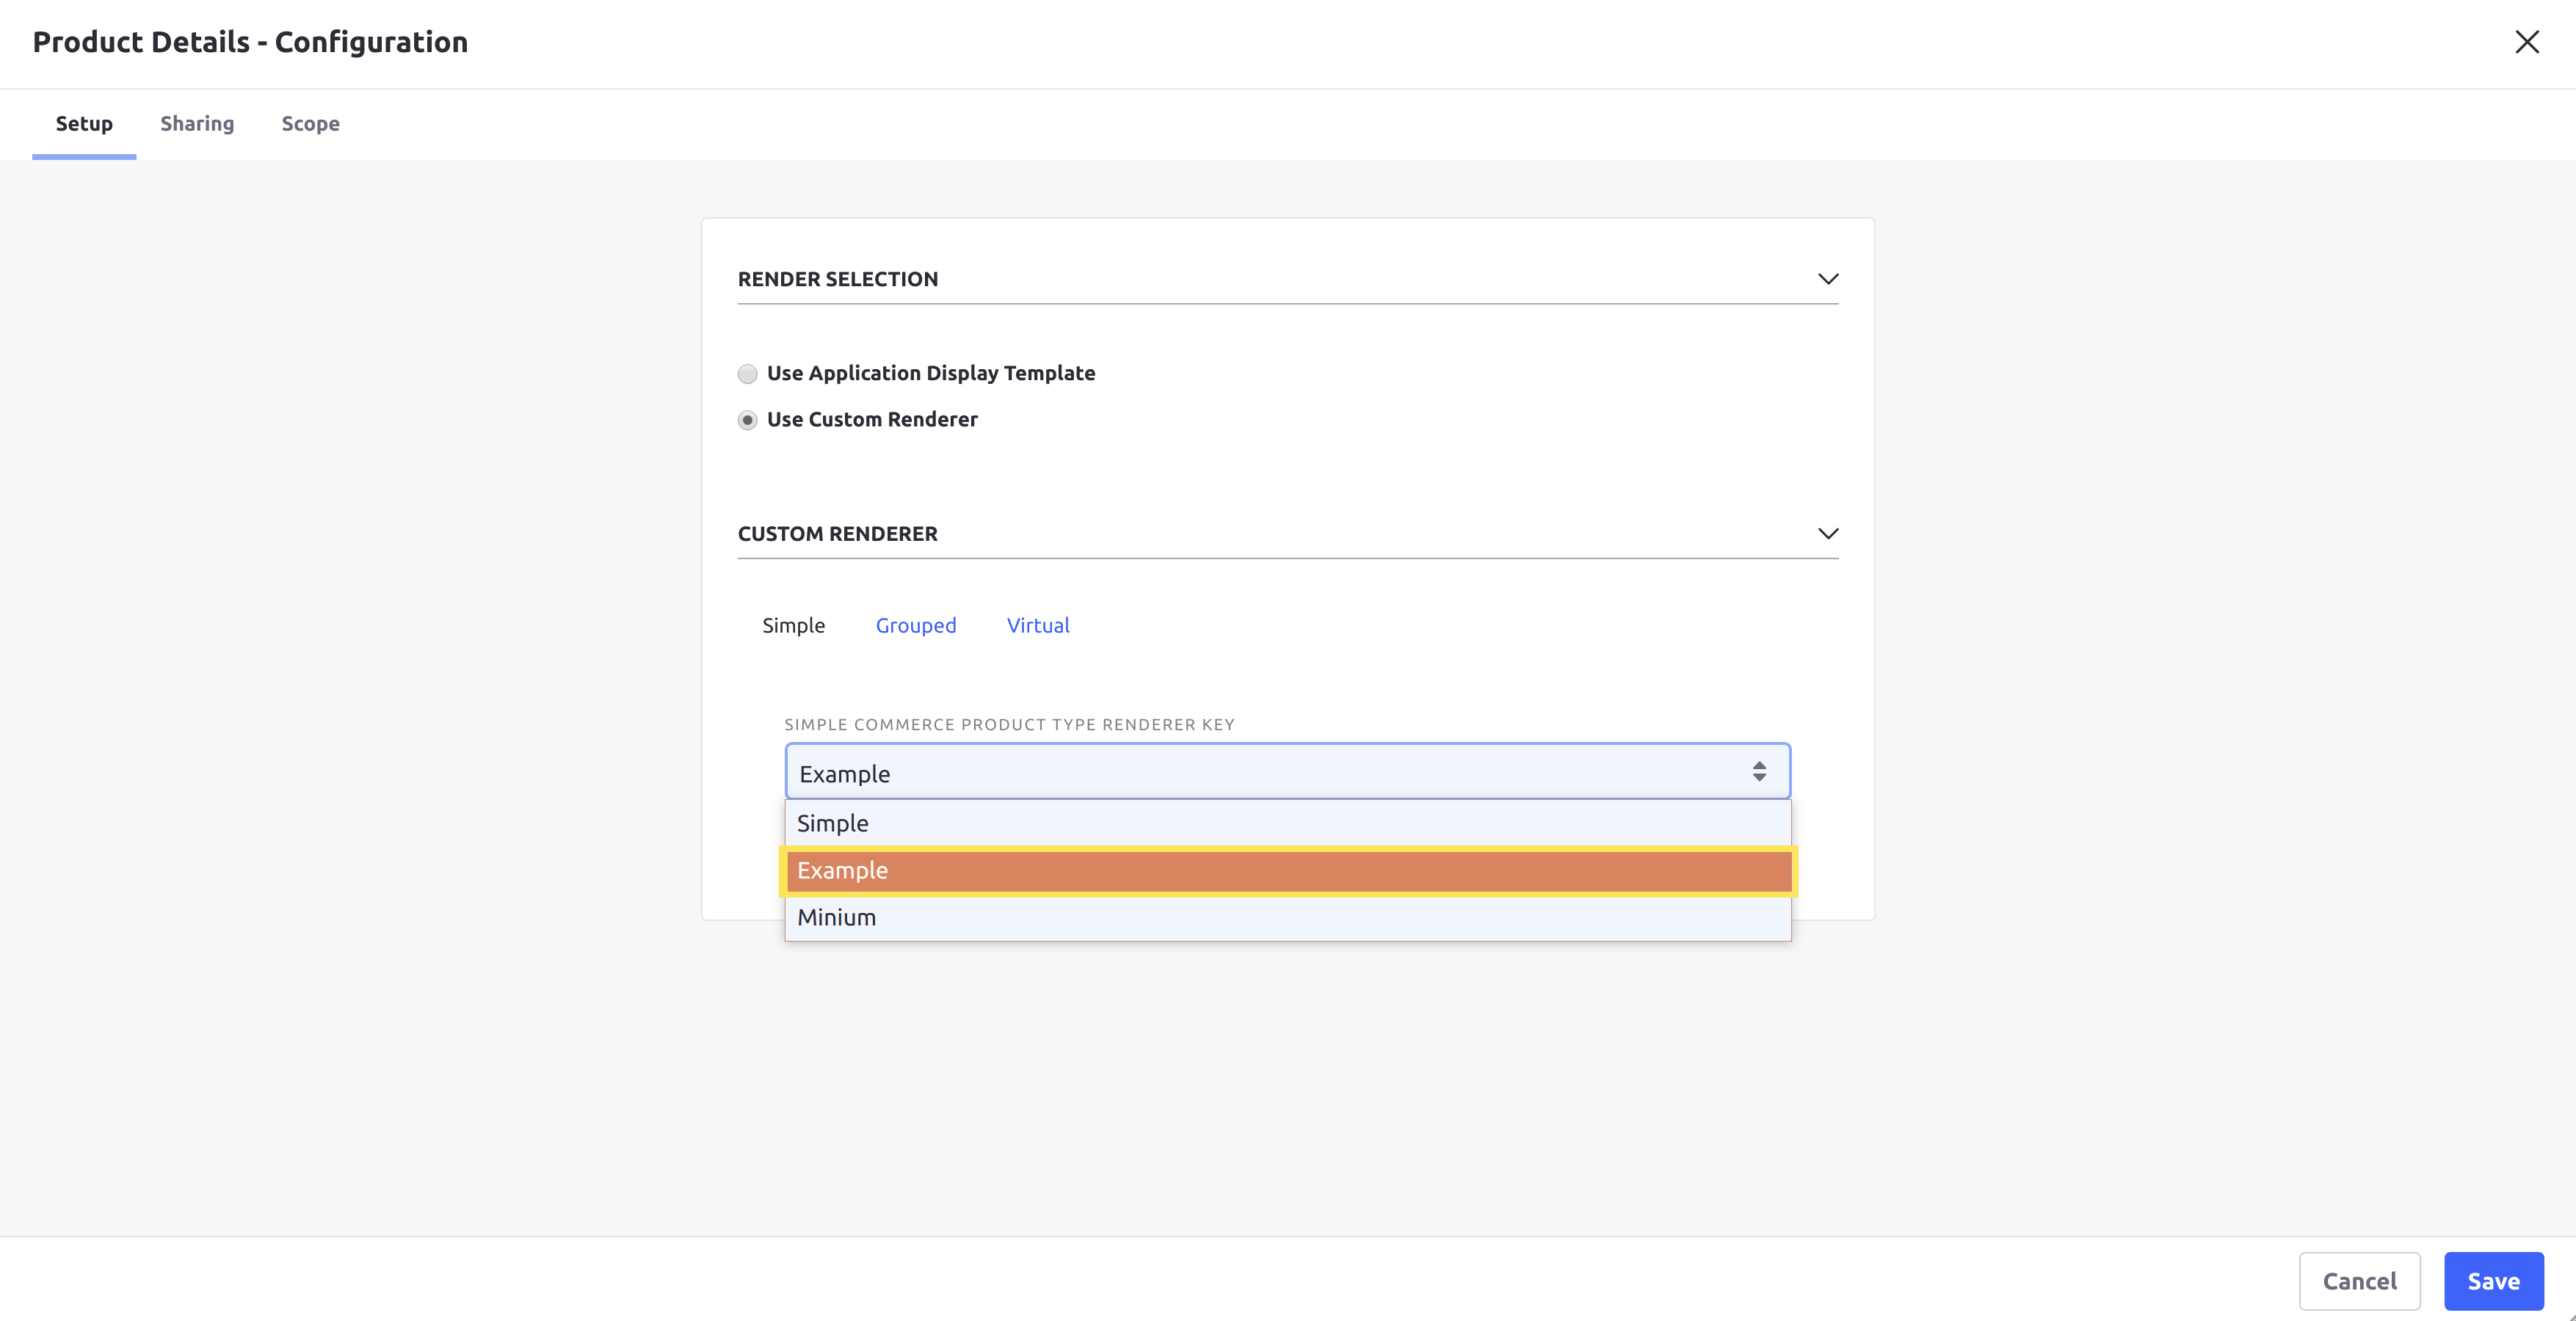 Product Details - Configuration
Setup Sharing Scope
RENDER SELECTION
Use Application Display Template
Use Custom Renderer
CUSTOM RENDERER
Simple Grouped Virtual
SIMPLE COMMERCE PRODUCT TYPE RENDERER KEY
Example
Simple
Example
Minium
Cancel Save